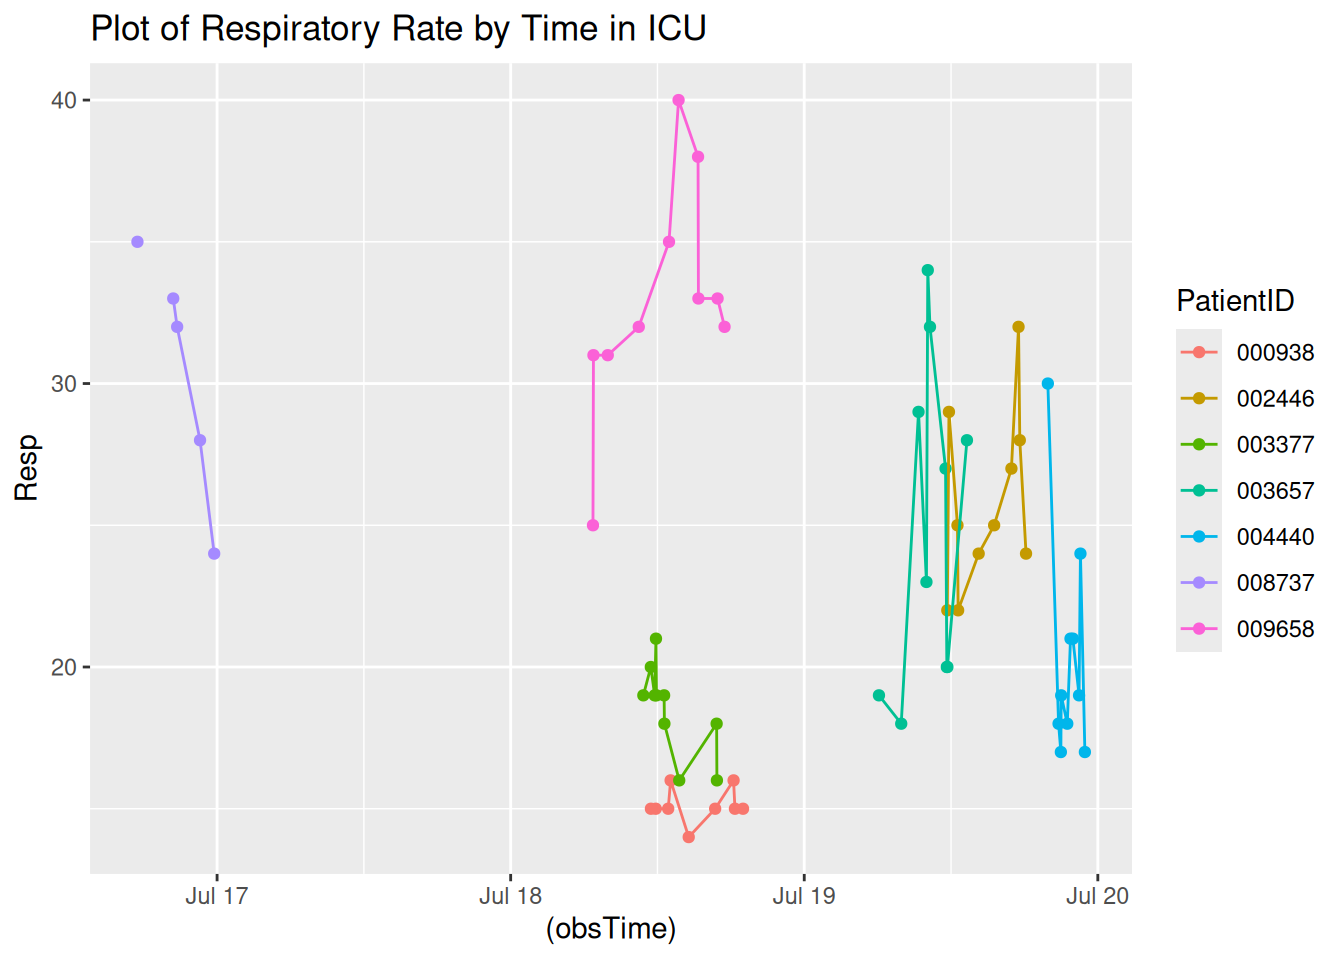 Plot of Respiratory Rate by Time in ICU
40
30
20
Resp
Jul 17
Jul 18
Jul 19
Jul 20
(obsTime)
PatientID
000938
002446
003377
003657
004440
008737
009658